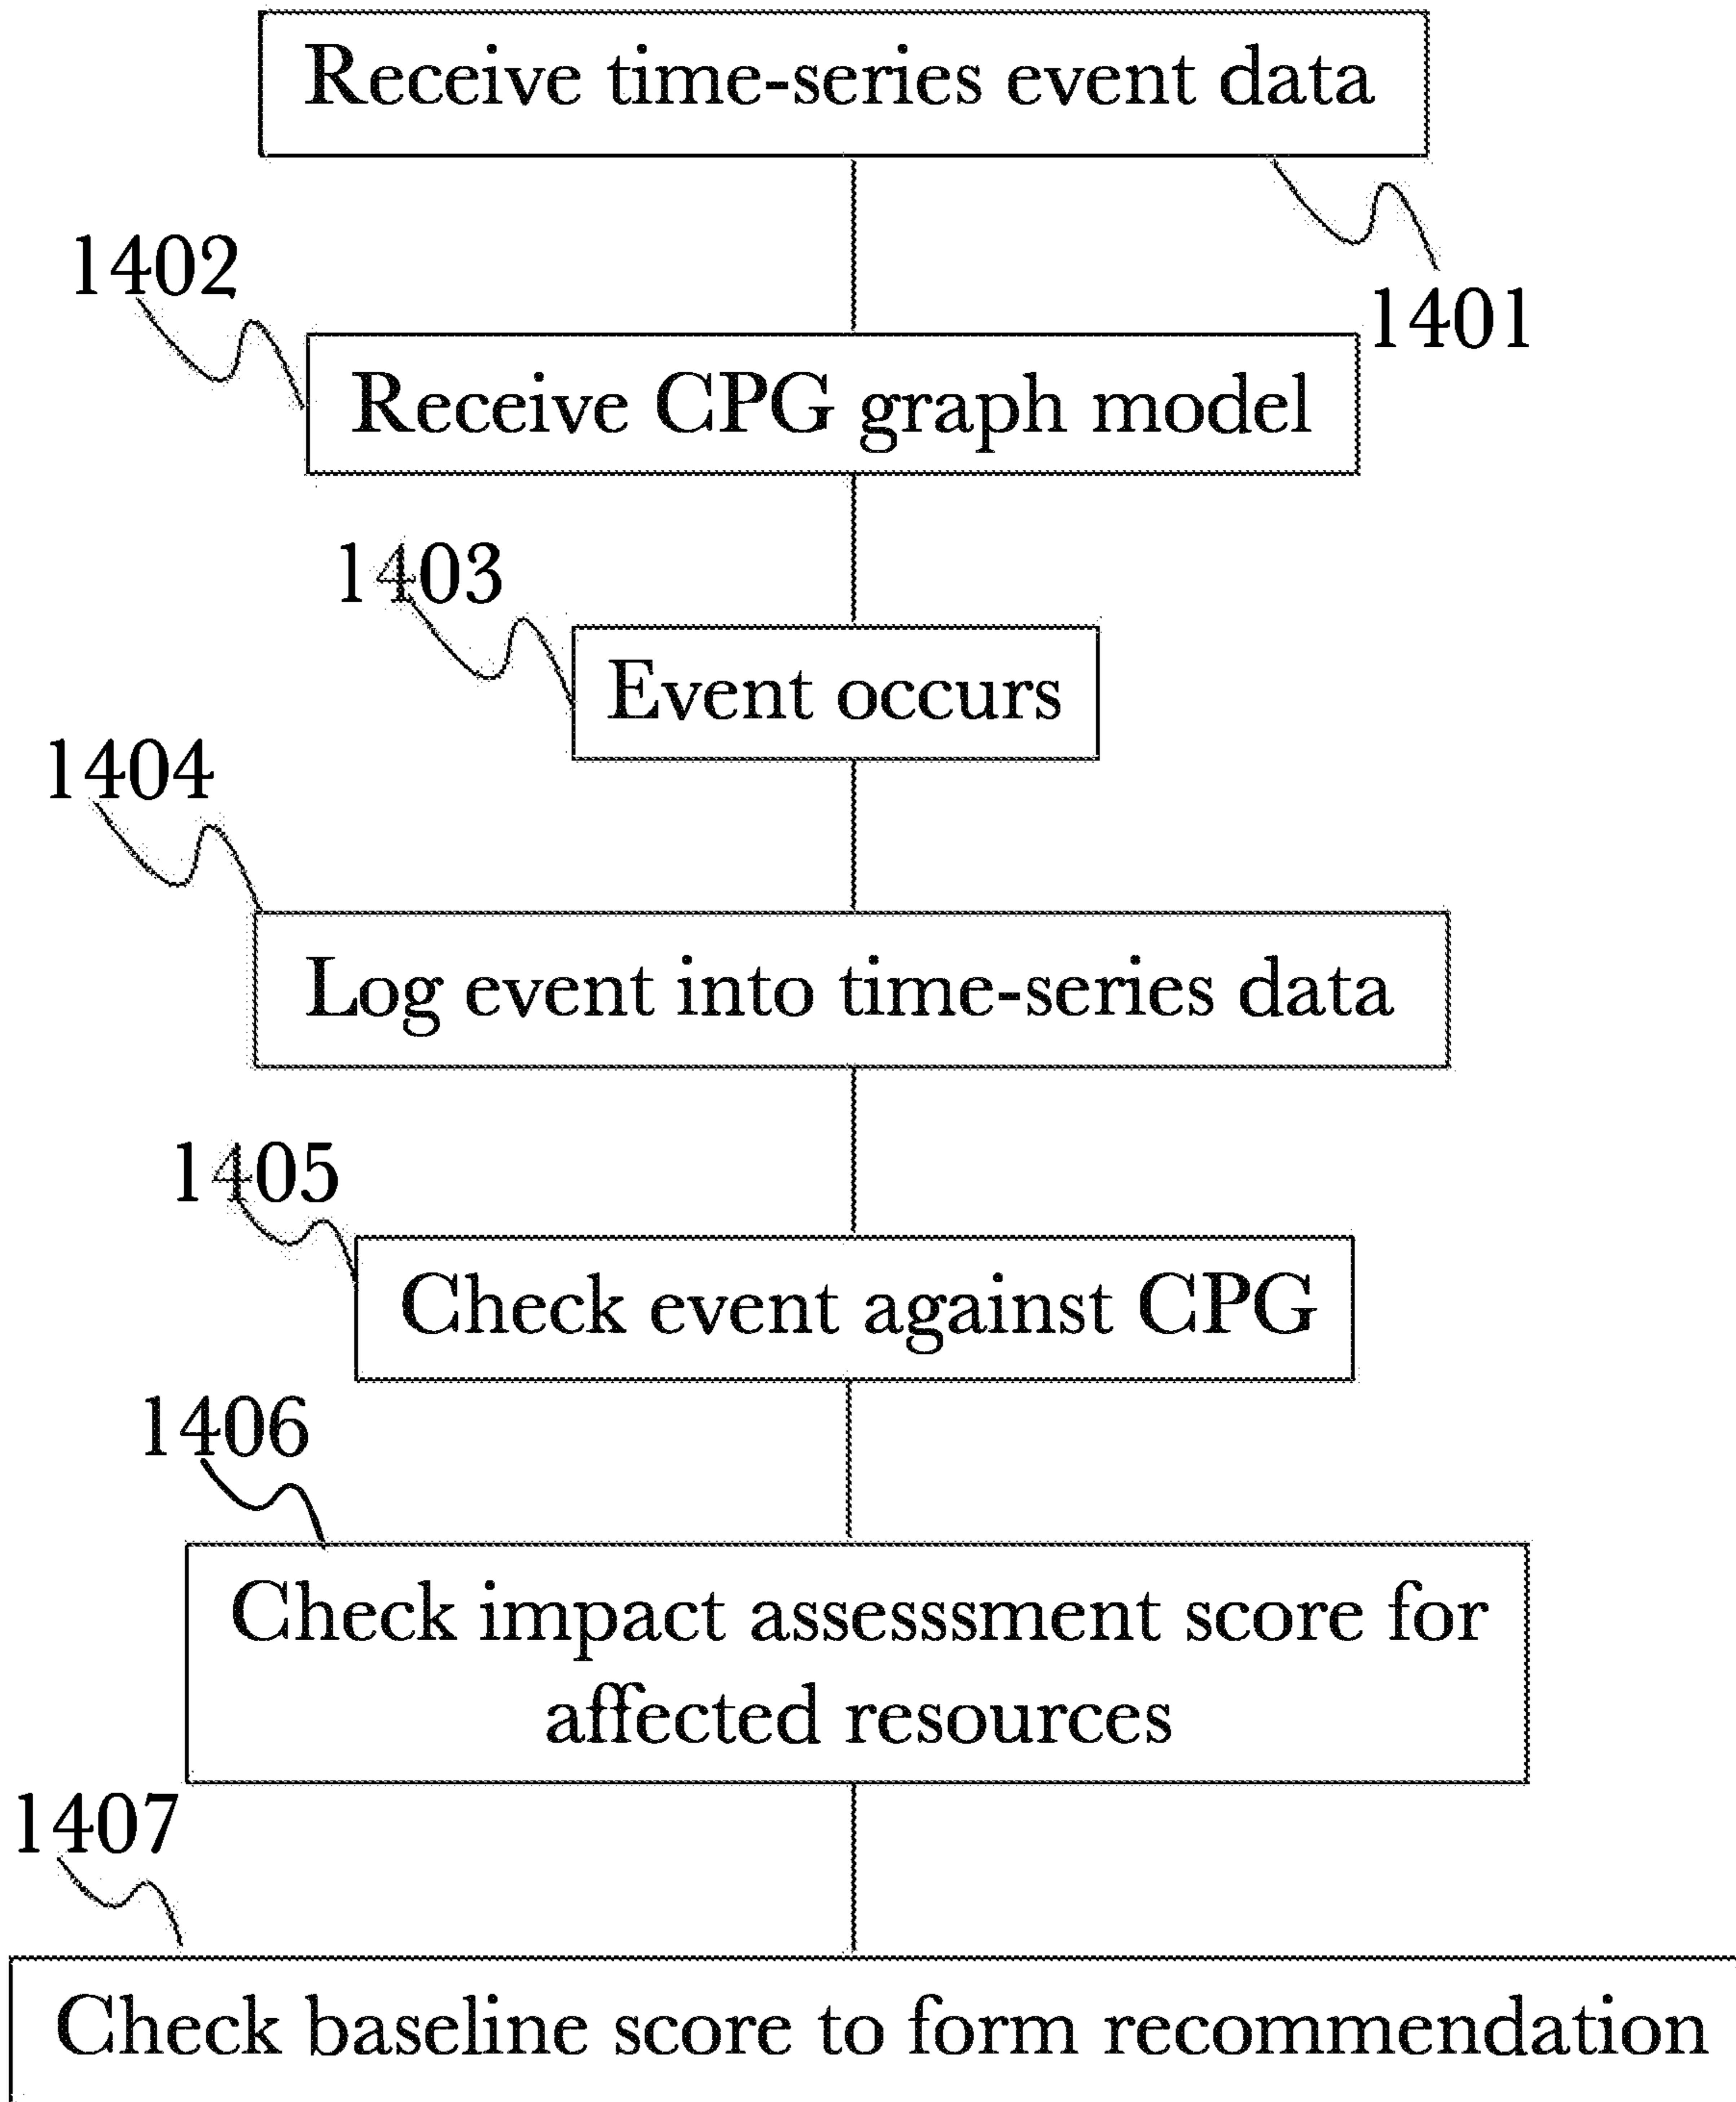 Receive time-series event data
1401
1402
Receive CPG graph model
1403
Event occurs
1404
Log event into time-series data
1405
Check event against CPG
1406
Check impact assesssment score for
affected resources
1407
Check baseline score to form recommendation